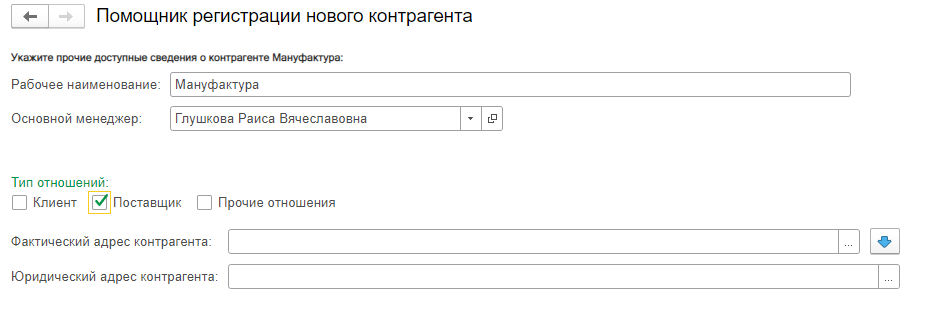 Помощник регистрации нового контрагента
Укажите прочие доступные сведения о контрагенте Мануфактура:
Рабочее наименование: Мануфактура
Основной менеджер: Глушкова Раиса Вячеславовна
Тип отношений:
Клиент Поставщик Прочие отношения
Фактический адрес контрагента: ...
Юридический адрес контрагента: ...